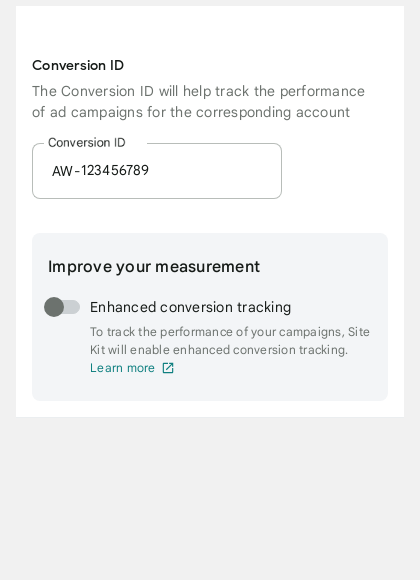 Conversion ID
The Conversion ID will help track the performance
of ad campaigns for the corresponding account
Conversion ID
AW-123456789
Improve your measurement
Enhanced conversion tracking
To track the performance of your campaigns, Site
Kit will enable enhanced conversion tracking.
Learn more